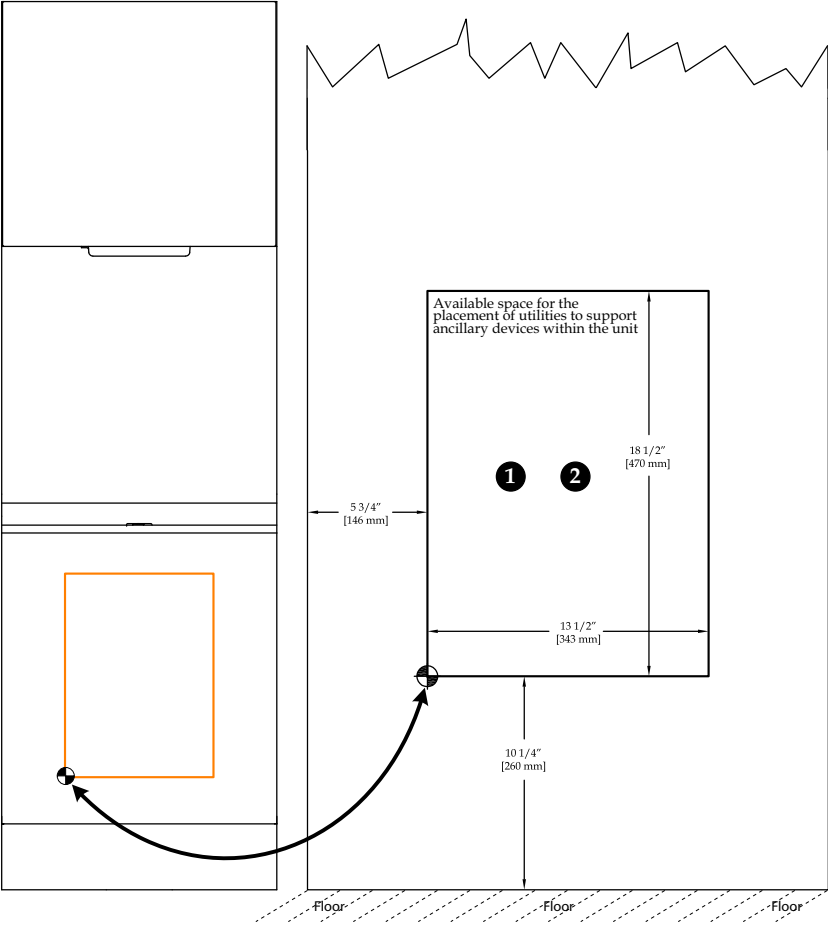 Available space for the
placement of utilities to support
ancillary devices within the unit
18 1/2″
[470 mm]
1
2
5 3/4″
[146 mm]
13 1/2″
[343 mm]
10 1/4″
[260 mm]
Floor
Floor
Floor